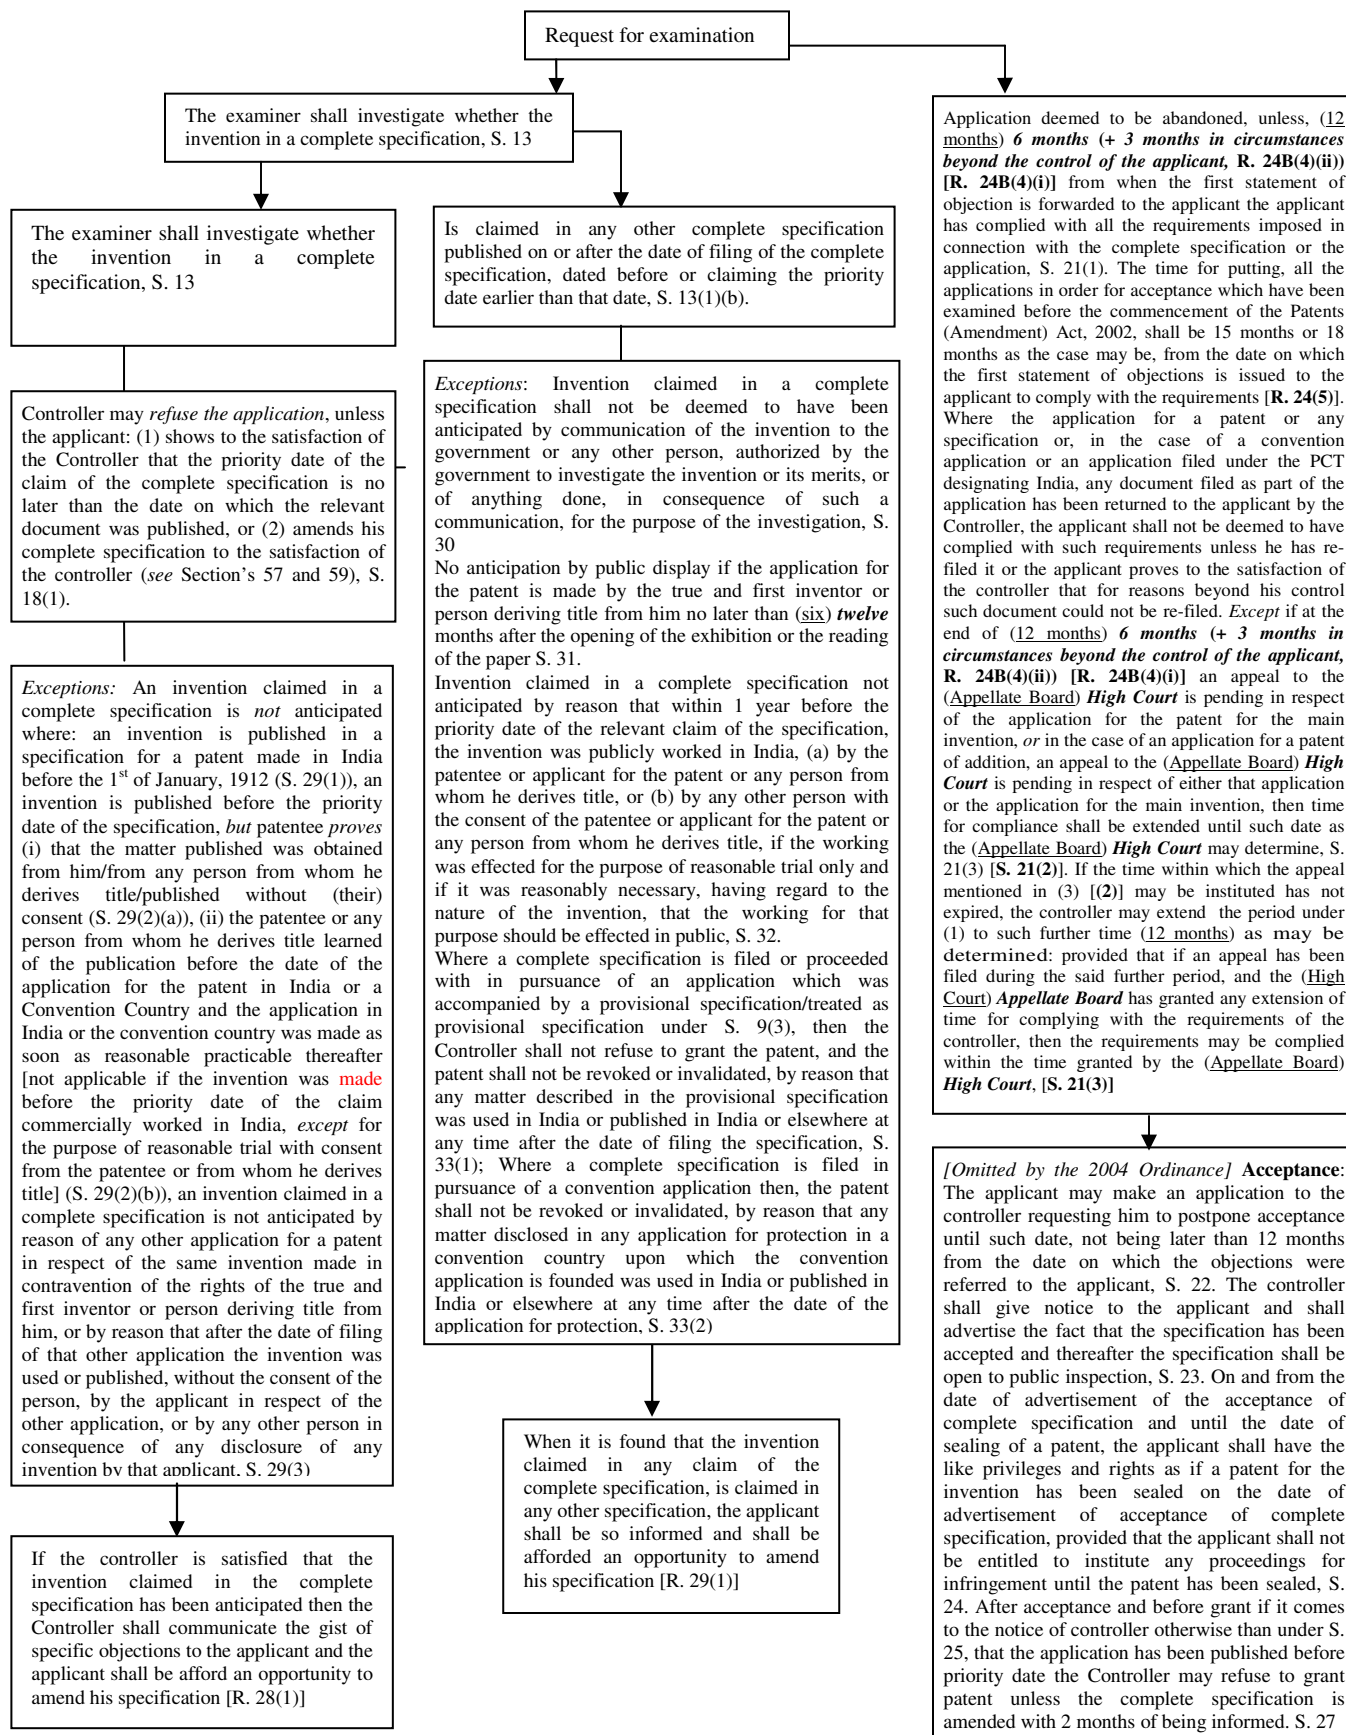 Request for examination
The examiner shall investigate whether the
invention in a complete specification, S. 13
The examiner shall investigate whether
the invention in a complete
specification, S. 13
Controller may refuse the application, unless
the applicant: (1) shows to the satisfaction of
the Controller that the priority date of the
claim of the complete specification is no
later than the date on which the relevant
document was published, or (2) amends his
complete specification to the satisfaction of
the controller (see Section's 57 and 59), S.
18(1).
Exceptions: An invention claimed in a
complete specification is not anticipated
where: an invention is published in a
specification for a patent made in India
before the 1st of January, 1912 (S. 29(1)), an
invention is published before the priority
date of the specification, but patentee proves
(i) that the matter published was obtained
from him/from any person from whom he
derives title/published without (their)
consent (S. 29(2)(a)), (ii) the patentee or any
person from whom he derives title learned
of the publication before the date of the
application for the patent in India or a
Convention Country and the application in
India or the convention country was made as
soon as reasonable practicable thereafter
[not applicable if the invention was made
before the priority date of the claim
commercially worked in India, except for
the purpose of reasonable trial with consent
from the patentee or from whom he derives
title] (S. 29(2)(b)), an invention claimed in a
complete specification is not anticipated by
reason of any other application for a patent
in respect of the same invention made in
contravention of the rights of the true and
first inventor or person deriving title from
him, or by reason that after the date of filing
of that other application the invention was
used or published, without the consent of the
person, by the applicant in respect of the
other application, or by any other person in
consequence of any disclosure of any
invention by that applicant, S. 29(3)
If the controller is satisfied that the
invention claimed in the complete
specification has been anticipated then the
Controller shall communicate the gist of
specific objections to the applicant and the
applicant shall be afford an opportunity to
amend his specification [R. 28(1)]
Is claimed in any other complete specification
published on or after the date of filing of the complete
specification, dated before or claiming the priority
date earlier than that date, S. 13(1)(b).
Exceptions: Invention claimed in a complete
specification shall not be deemed to have been
anticipated by communication of the invention to the
government or any other person, authorized by the
government to investigate the invention or its merits, or
of anything done, in consequence of such a
communication, for the purpose of the investigation, S.
30
No anticipation by public display if the application for
the patent is made by the true and first inventor or
person deriving title from him no later than (six) twelve
months after the opening of the exhibition or the reading
of the paper S. 31.
Invention claimed in a complete specification not
anticipated by reason that within 1 year before the
priority date of the relevant claim of the specification,
the invention was publicly worked in India, (a) by the
patentee or applicant for the patent or any person from
whom he derives title, or (b) by any other person with
the consent of the patentee or applicant for the patent or
any person from whom he derives title, if the working
was effected for the purpose of reasonable trial only and
if it was reasonably necessary, having regard to the
nature of the invention, that the working for that
purpose should be effected in public, S. 32.
Where a complete specification is filed or proceeded
with in pursuance of an application which was
accompanied by a provisional specification/treated as
provisional specification under S. 9(3), then the
Controller shall not refuse to grant the patent, and the
patent shall not be revoked or invalidated, by reason that
any matter described in the provisional specification
was used in India or published in India or elsewhere at
any time after the date of filing the specification, S.
33(1); Where a complete specification is filed in
pursuance of a convention application then, the patent
shall not be revoked or invalidated, by reason that any
matter disclosed in any application for protection in a
convention country upon which the convention
application is founded was used in India or published in
India or elsewhere at any time after the date of the
application for protection, S. 33(2)
When it is found that the invention
claimed in any claim of the
complete specification, is claimed in
any other specification, the applicant
shall be so informed and shall be
afforded an opportunity to amend
his specification [R. 29(1)]
Application deemed to be abandoned, unless, (12
months) 6 months (+ 3 months in circumstances
beyond the control of the applicant, R. 24B(4)(ii))
[R. 24B(4)(i)] from when the first statement of
objection is forwarded to the applicant the applicant
has complied with all the requirements imposed in
connection with the complete specification or the
application, S. 21(1). The time for putting, all the
applications in order for acceptance which have been
examined before the commencement of the Patents
(Amendment) Act, 2002, shall be 15 months or 18
months as the case may be, from the date on which
the first statement of objections is issued to the
applicant to comply with the requirements [R. 24(5)].
Where the application for a patent or any
specification or, in the case of a convention
application or an application filed under the PCT
designating India, any document filed as part of the
application has been returned to the applicant by the
Controller, the applicant shall not be deemed to have
complied with such requirements unless he has re-
filed it or the applicant proves to the satisfaction of
the controller that for reasons beyond his control
such document could not be re-filed. Except if at the
end of (12 months) 6 months (+ 3 months in
circumstances beyond the control of the applicant,
R. 24B(4)(ii)) [R. 24B(4)(i)] an appeal to the
(Appellate Board) High Court is pending in respect
of the application for the patent for the main
invention, or in the case of an application for a patent
of addition, an appeal to the (Appellate Board) High
Court is pending in respect of either that application
or the application for the main invention, then time
for compliance shall be extended until such date as
the (Appellate Board) High Court may determine, S.
21(3) [S. 21(2)]. If the time within which the appeal
mentioned in (3) [(2)] may be instituted has not
expired, the controller may extend the period under
(1) to such further time (12 months) as may be
determined: provided that if an appeal has been
filed during the said further period, and the (High
Court) Appellate Board has granted any extension of
time for complying with the requirements of the
controller, then the requirements may be complied
within the time granted by the (Appellate Board)
High Court, [S. 21(3)]
[Omitted by the 2004 Ordinance] Acceptance:
The applicant may make an application to the
controller requesting him to postpone acceptance
until such date, not being later than 12 months
from the date on which the objections were
referred to the applicant, S. 22. The controller
shall give notice to the applicant and shall
advertise the fact that the specification has been
accepted and thereafter the specification shall be
open to public inspection, S. 23. On and from the
date of advertisement of the acceptance of
complete specification and until the date of
sealing of a patent, the applicant shall have the
like privileges and rights as if a patent for the
invention has been sealed on the date of
advertisement of acceptance of complete
specification, provided that the applicant shall not
be entitled to institute any proceedings for
infringement until the patent has been sealed, S.
24. After acceptance and before grant if it comes
to the notice of controller otherwise than under S.
25, that the application has been published before
priority date the Controller may refuse to grant
patent unless the complete specification is
amended with 2 months of being informed. S. 27